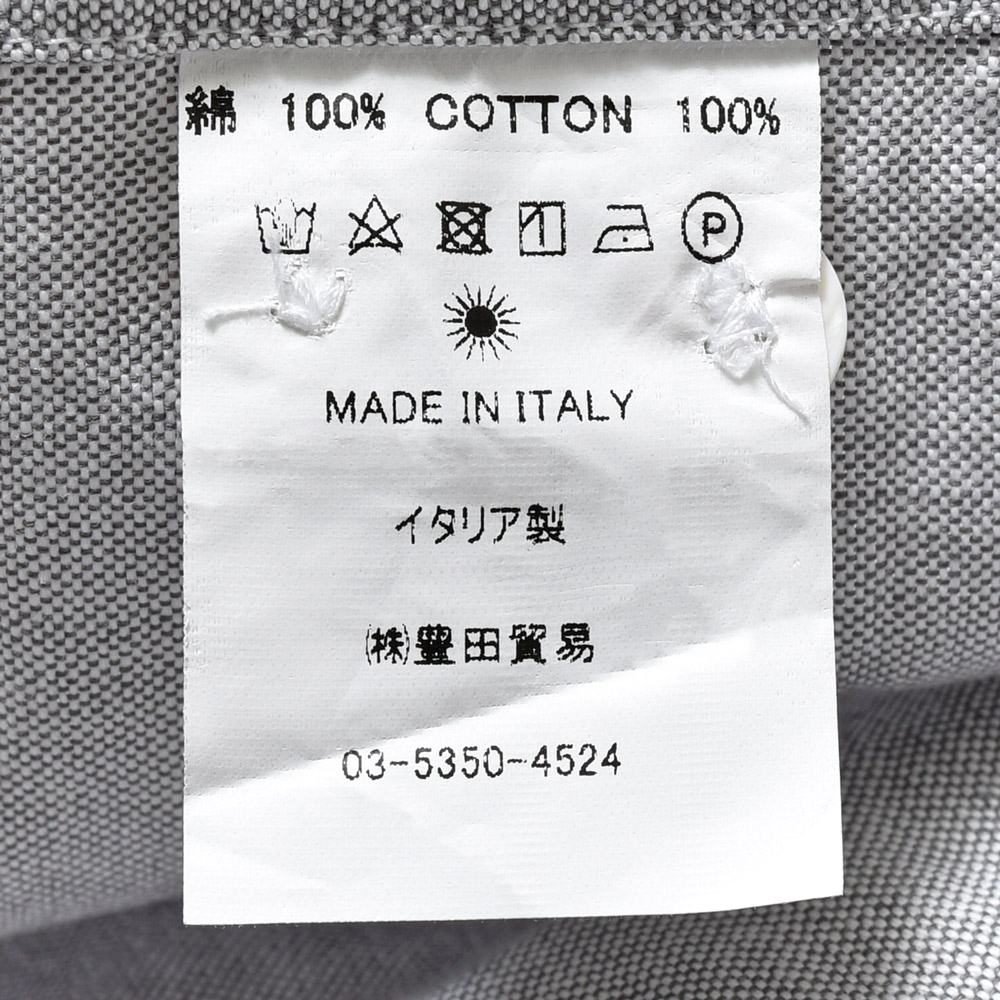 綿 100% COTTON 100%
P
MADE IN ITALY
イタリア製
㈱豊田貿易
03-5350-4524